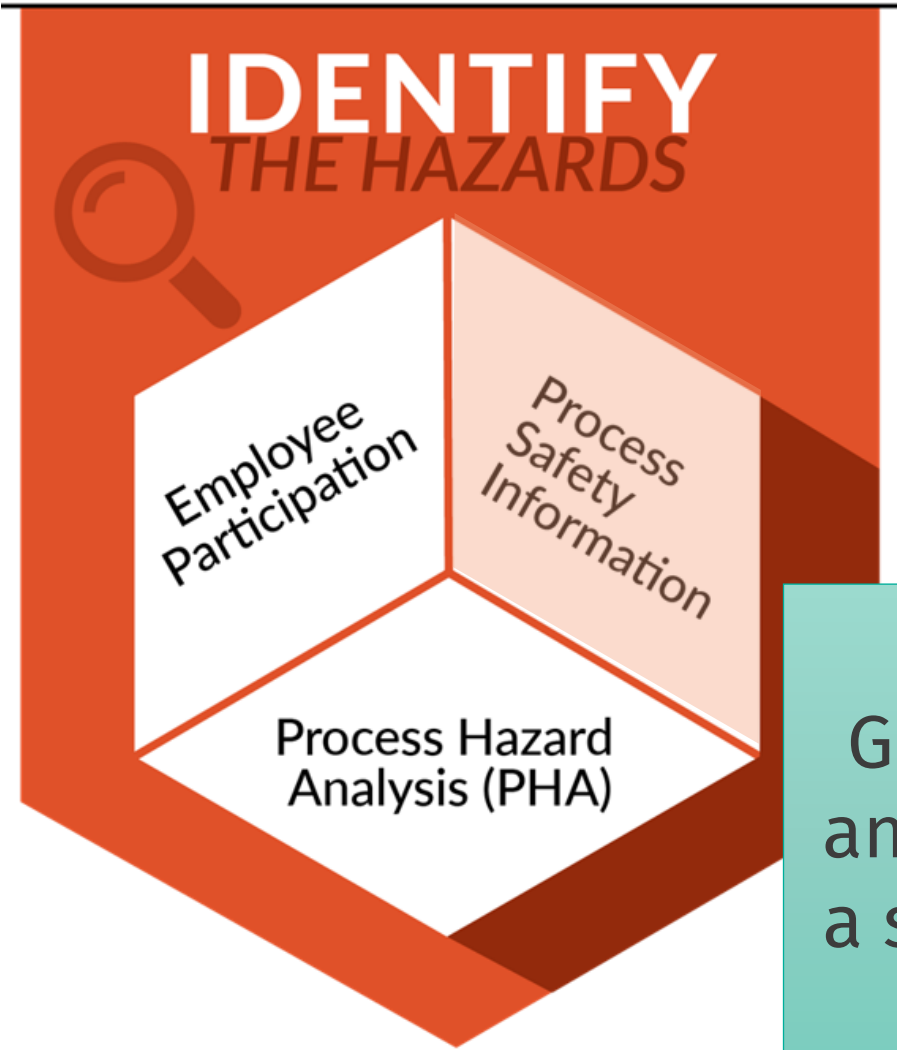 IDENTIFY
THE HAZARDS
Employee
Participation
Process
Safety
Information
Process Hazard
Analysis (PHA)
a